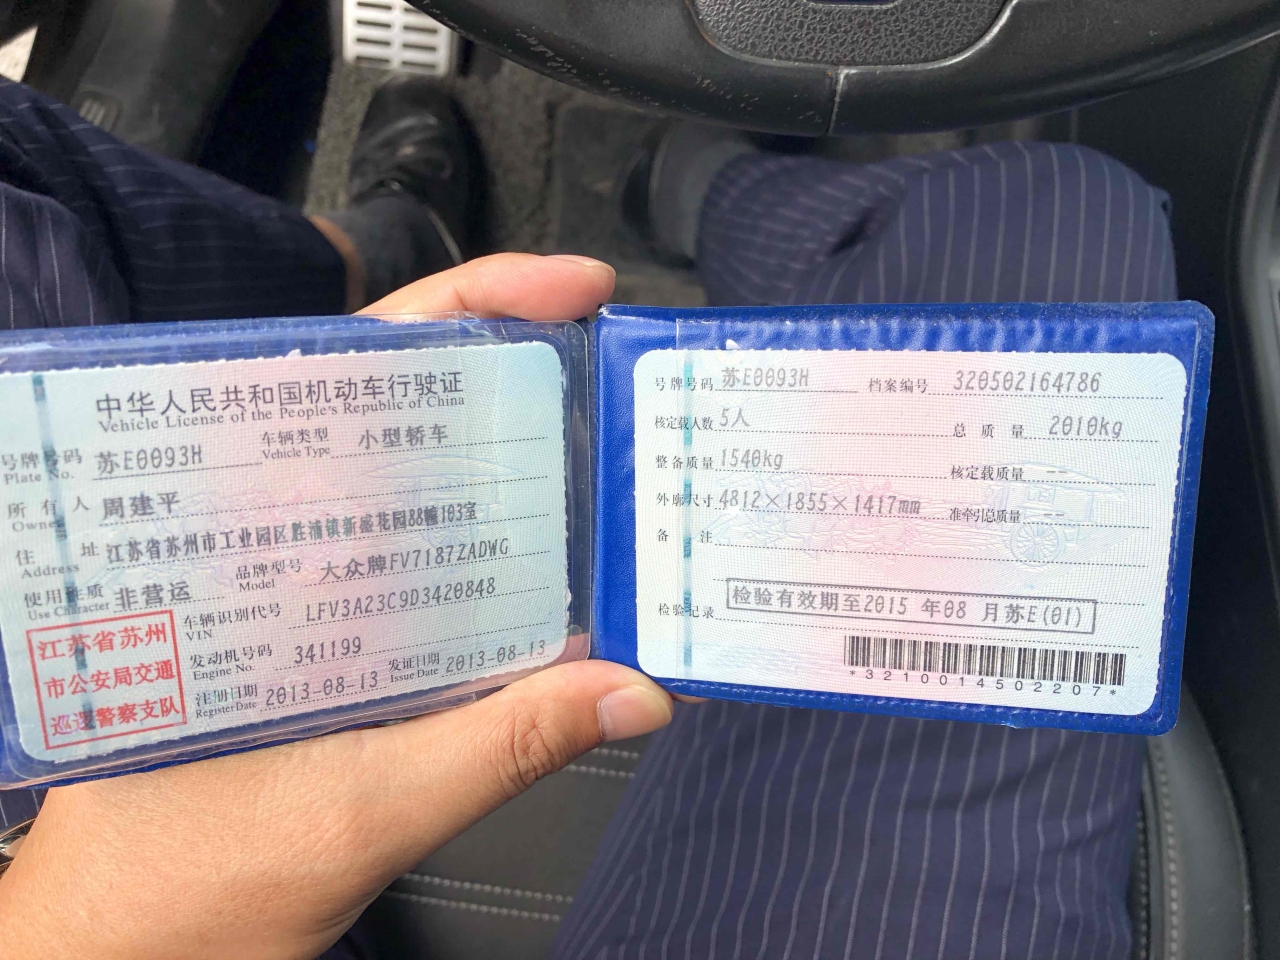 中华人民共和国机动车行驶证
Vehicle License of the People's Republic of China
号牌号码 苏E0093H 车辆类型 小型轿车
Plate No. Vehicle Type
所有人 周建平
Owner
住址 江苏省苏州市工业园区胜浦镇新盛花园88幢103室
Address
使用性质 非营运 品牌型号 大众牌FV7187ZADWG
Use Character Model
江苏省苏州
市公安局交通
巡逻警察支队
车辆识别代号 LFV3A23C9D3420848
VIN
发动机号码 341199
Engine No.
注册日期 2013-08-13 发证日期 2013-08-13
Register Date Issue Date
号牌号码 苏E0093H 档案编号 320502164786
核定载人数 5人 总质量 2010kg
整备质量 1540kg 核定载质量 --
外廓尺寸 4812×1855×1417mm 准牵引总质量 --
备注
检验记录 检验有效期至2015年08月苏E(01)
*3210014502207*